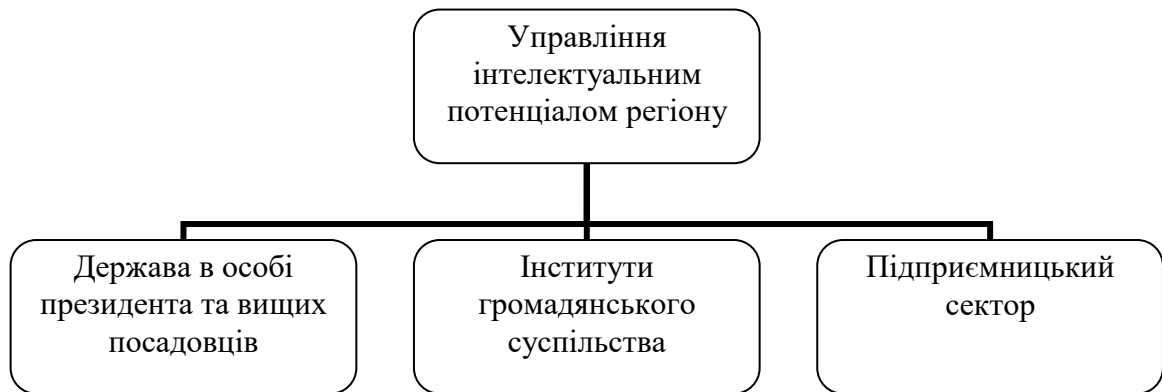 Управління
інтелектуальним
потенціалом регіону
Держава в особі
президента та вищих
посадовців
Інститути
громадянського
суспільства
Підприємницький
сектор